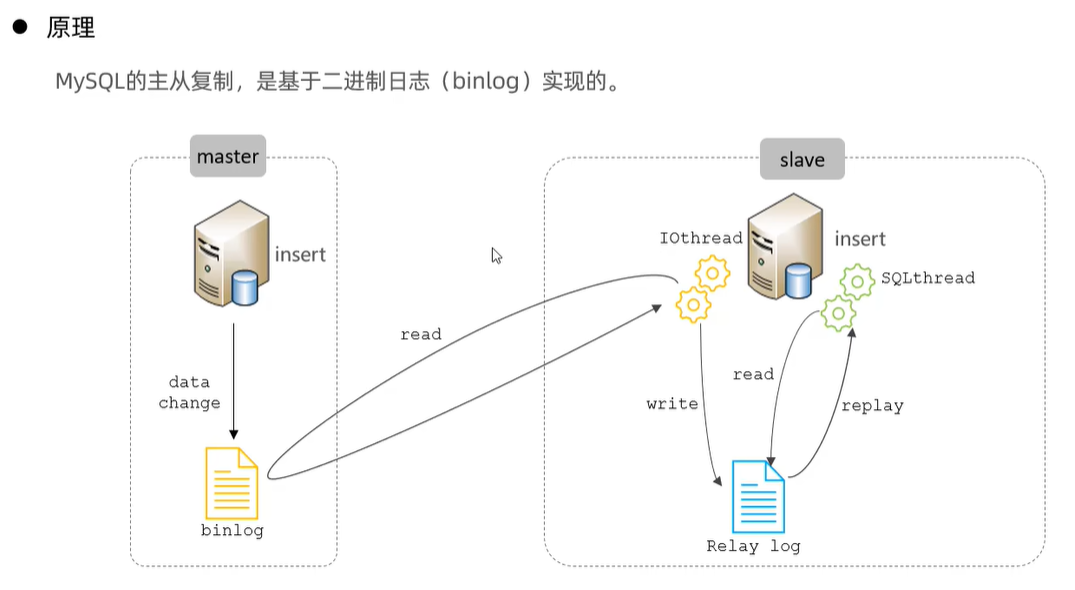 原理
MySQL的主从复制，是基于二进制日志（binlog）实现的。
master
slave
IOthread
insert
insert
SQLthread
read
data
change
read
write
replay
binlog
Relay log